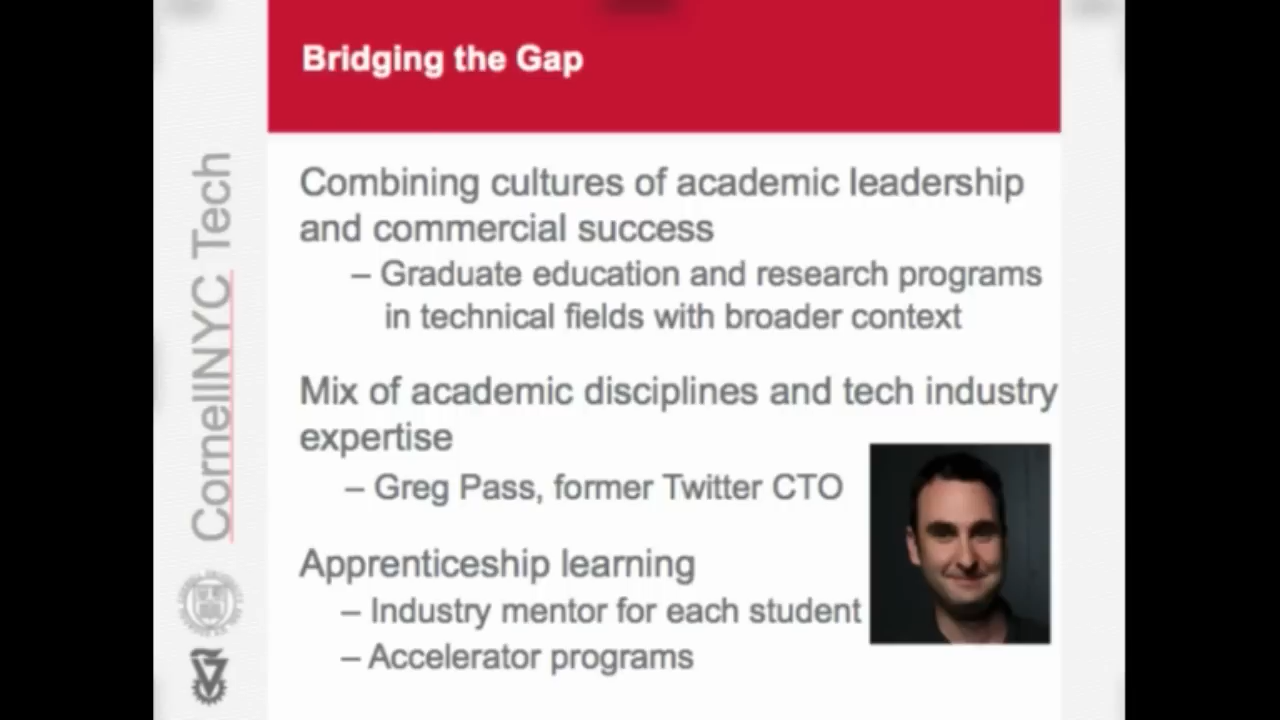 Bridging the Gap
CornellNYC Tech
Combining cultures of academic leadership
and commercial success
– Graduate education and research programs
in technical fields with broader context
Mix of academic disciplines and tech industry
expertise
– Greg Pass, former Twitter CTO
Apprenticeship learning
– Industry mentor for each student
– Accelerator programs